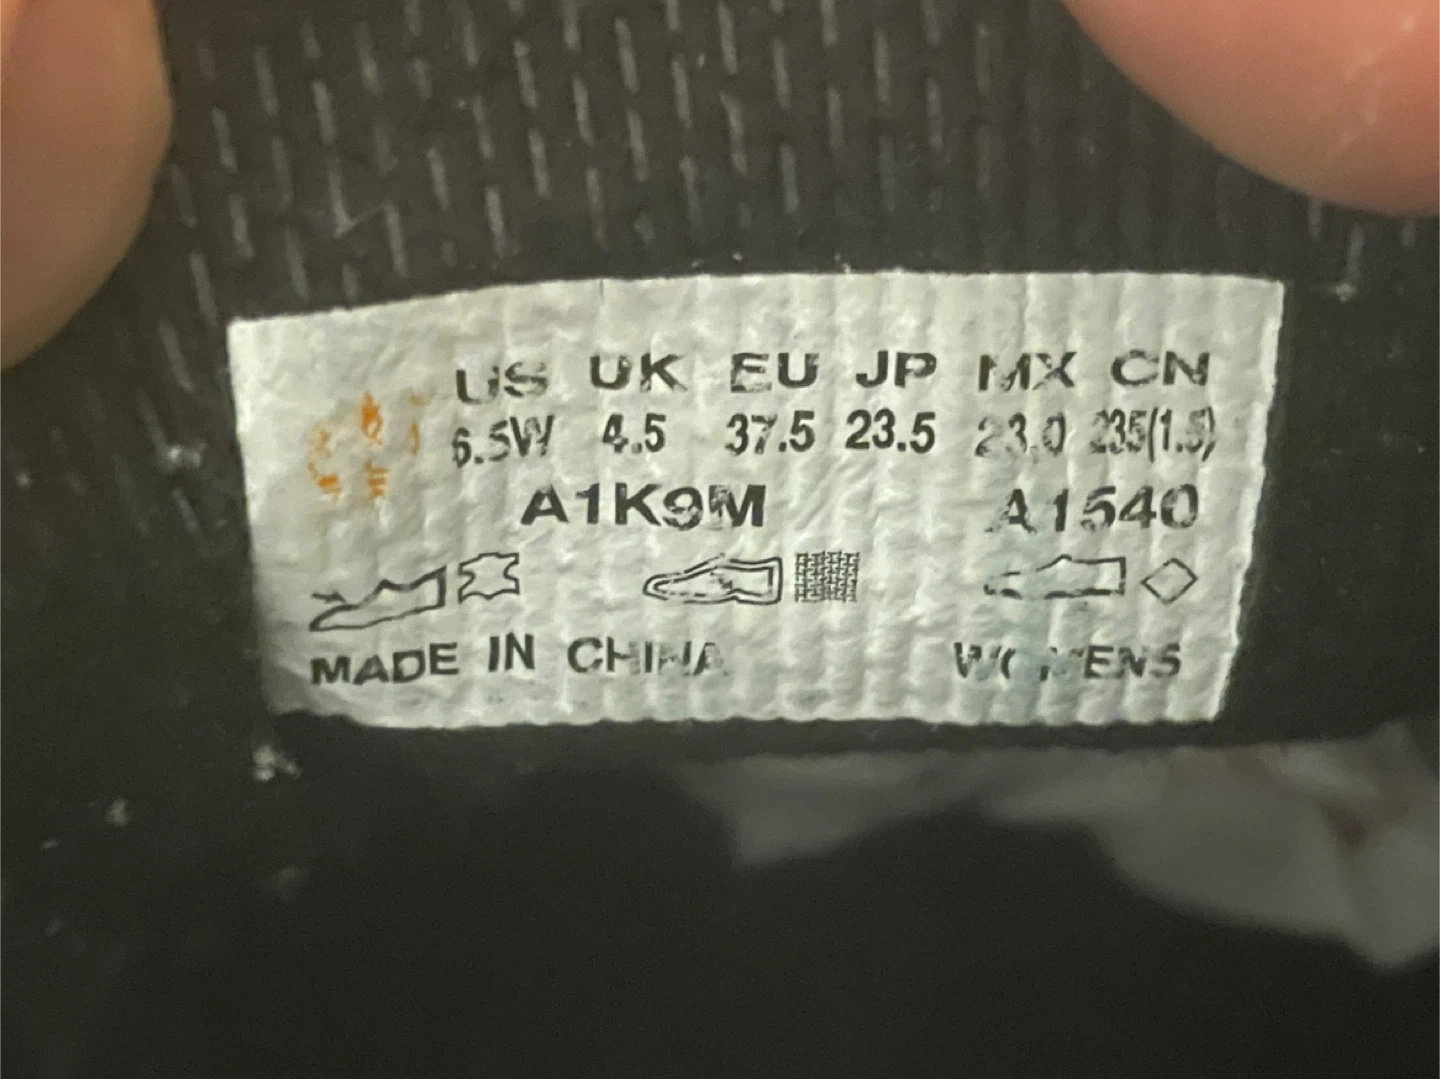 US UK EU JP MX CN
6.5W 4.5 37.5 23.5 23.0 235(1.5)
A1K9M A1540
MADE IN CHINA WOMENS